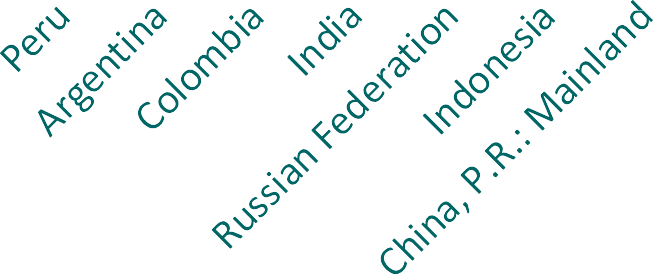 Peru
Argentina
Colombia
India
Russian Federation
Indonesia
China, P.R.: Mainland